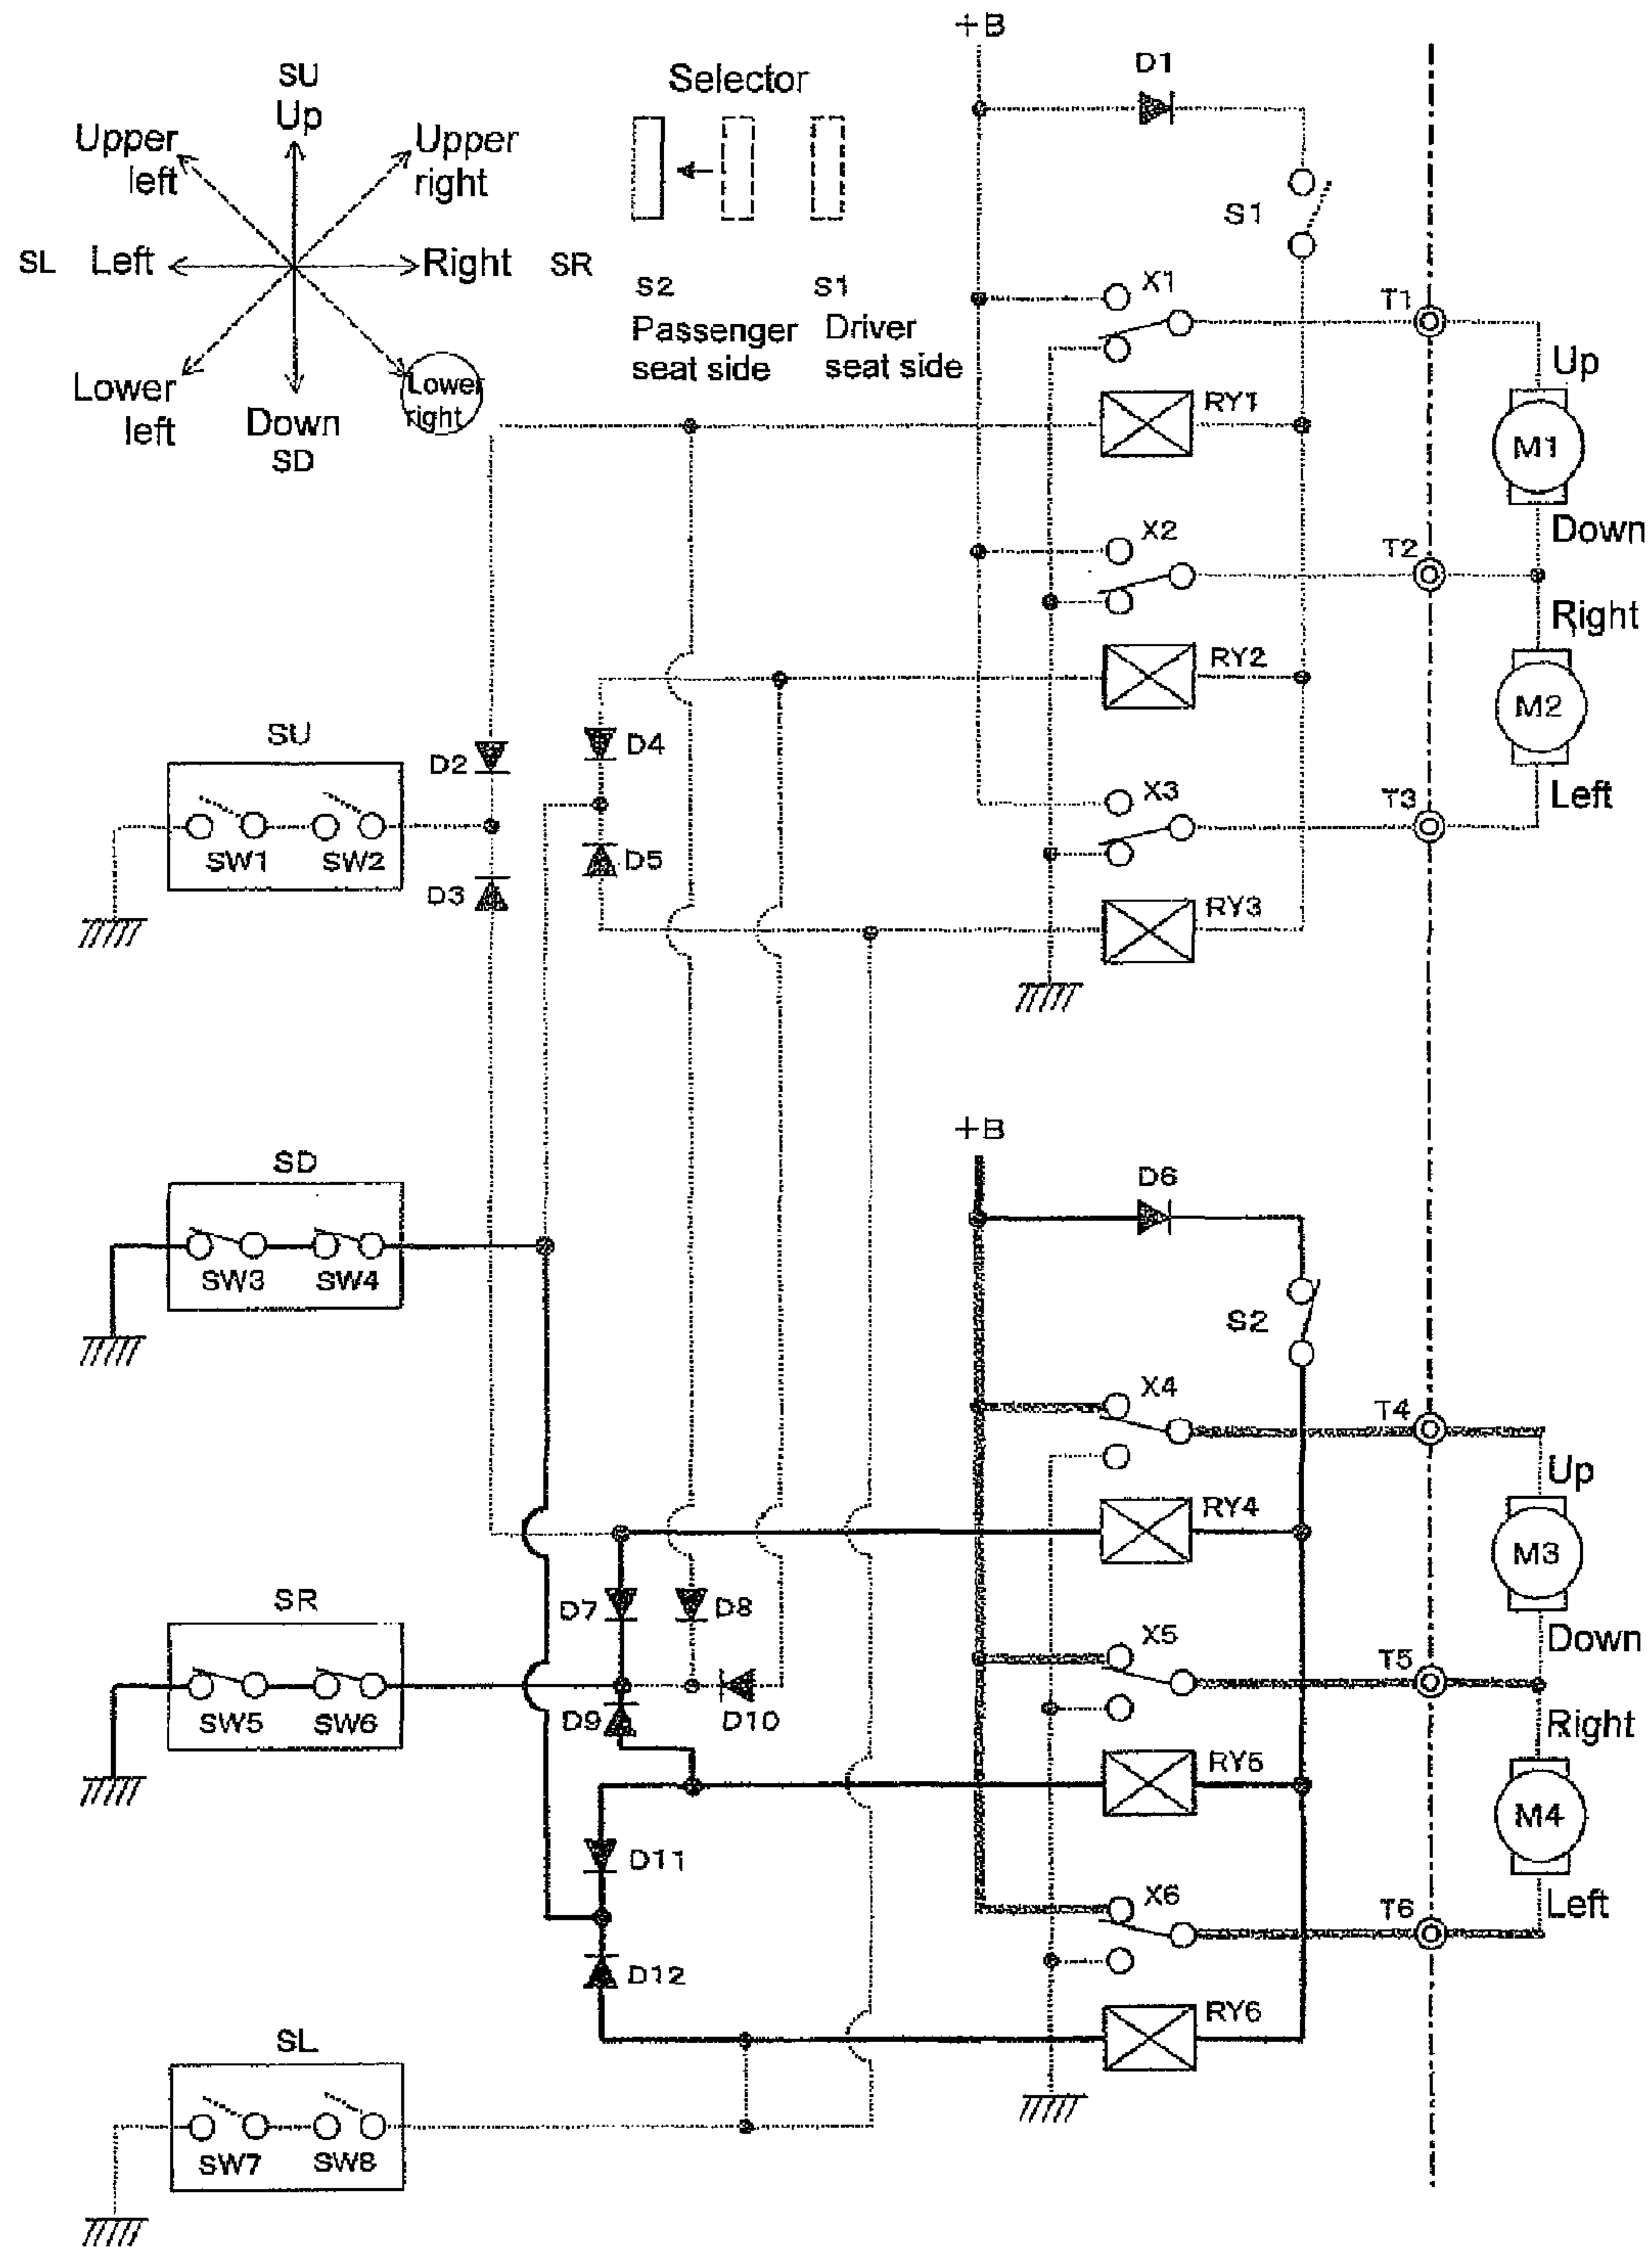 +B
D1
SU
Up
Selector
Upper left
Upper right
SL Left
Right SR
S1
S2
Passenger seat side
S1
Driver seat side
X1
T1
Lower left
Lower right
Down
SD
RY1
Up
M1
Down
X2
T2
Right
RY2
M2
Left
SU
D2
D4
SW1 SW2
X3
T3
D3
D5
RY3
+B
SD
D6
SW3 SW4
S2
X4
T4
Up
RY4
M3
Down
SR
D7
D8
X5
T5
SW5 SW6
D9
D10
Right
RY5
M4
Left
D11
X6
T6
D12
RY6
SL
SW7 SW8